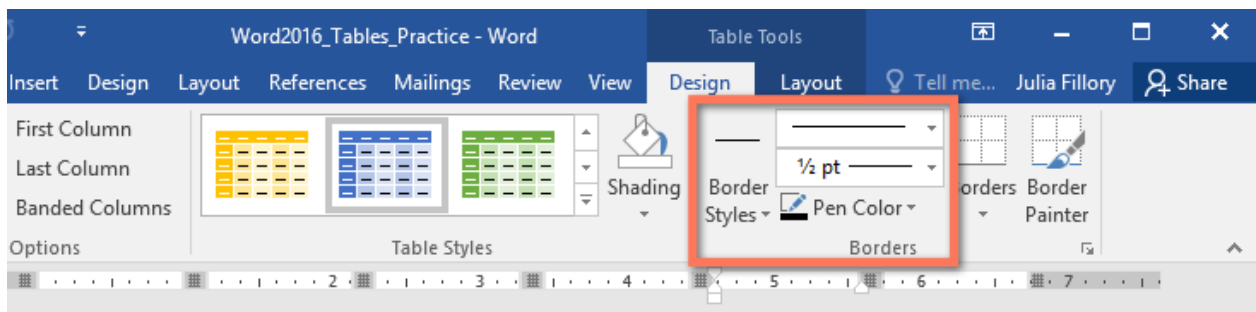 Word2016_Tables_Practice - Word Table Tools
Insert Design Layout References Mailings Review View Design Layout Tell me... Julia Fillory Share
First Column
Last Column
Banded Columns
Options
Table Styles
Shading
Border
Styles
½ pt
Pen Color
Borders
Border
Painter
Borders
2 3 4 5 6 7